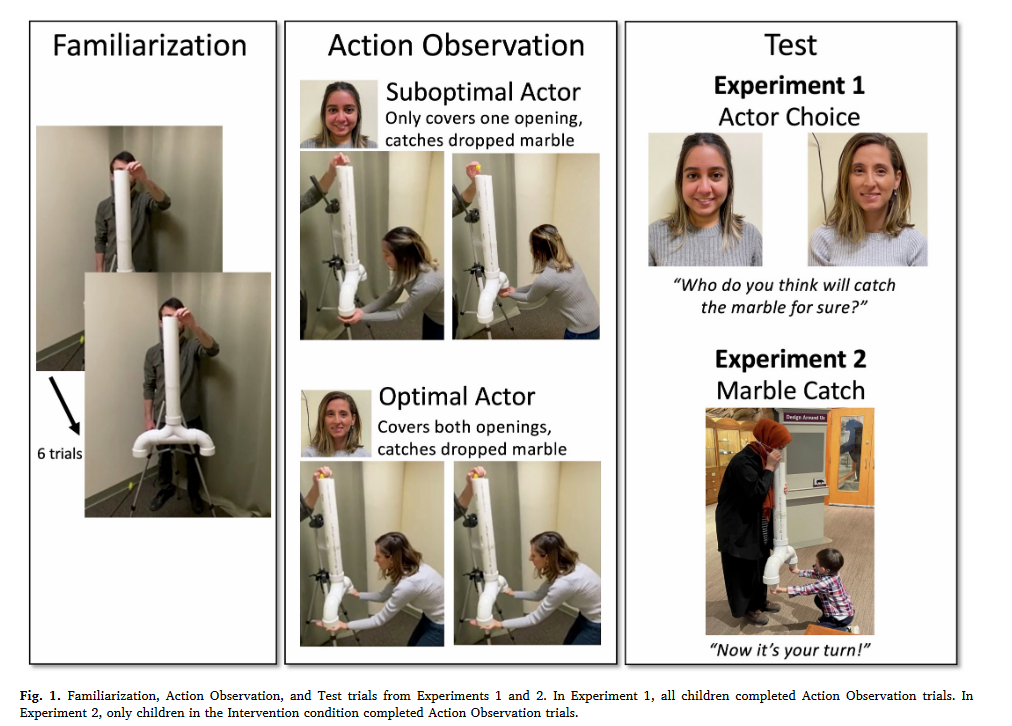 Familiarization
6 trials
Action Observation
Suboptimal Actor
Only covers one opening,
catches dropped marble
Optimal Actor
Covers both openings,
catches dropped marble
Test
Experiment 1
Actor Choice
“Who do you think will catch
the marble for sure?”
Experiment 2
Marble Catch
Design Around Us
“Now it’s your turn!”
Fig. 1. Familiarization, Action Observation, and Test trials from Experiments 1 and 2. In Experiment 1, all children completed Action Observation trials. In
Experiment 2, only children in the Intervention condition completed Action Observation trials.